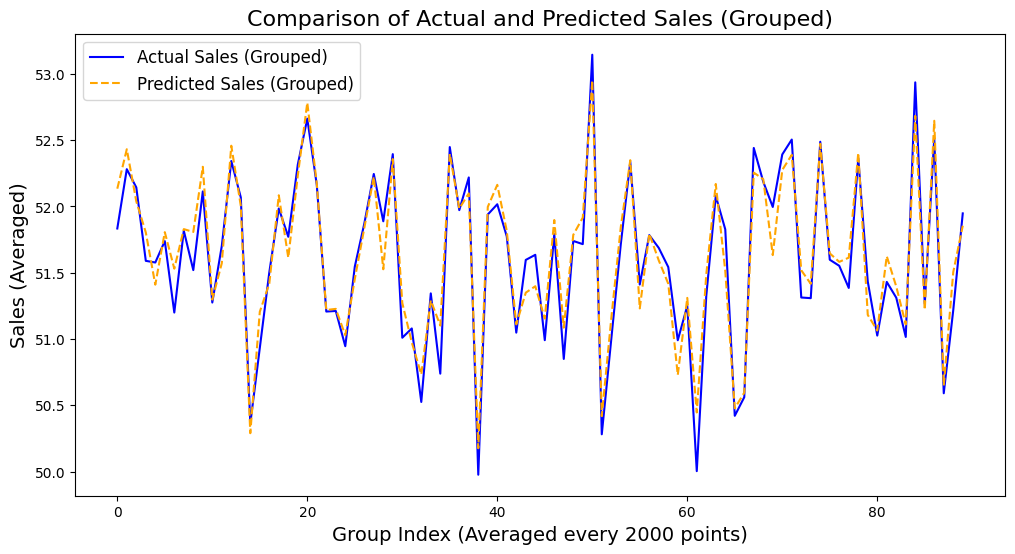 Comparison of Actual and Predicted Sales (Grouped)
Actual Sales (Grouped)
Predicted Sales (Grouped)
Sales (Averaged)
53.0
52.5
52.0
51.5
51.0
50.5
50.0
0 20 40 60 80
Group Index (Averaged every 2000 points)